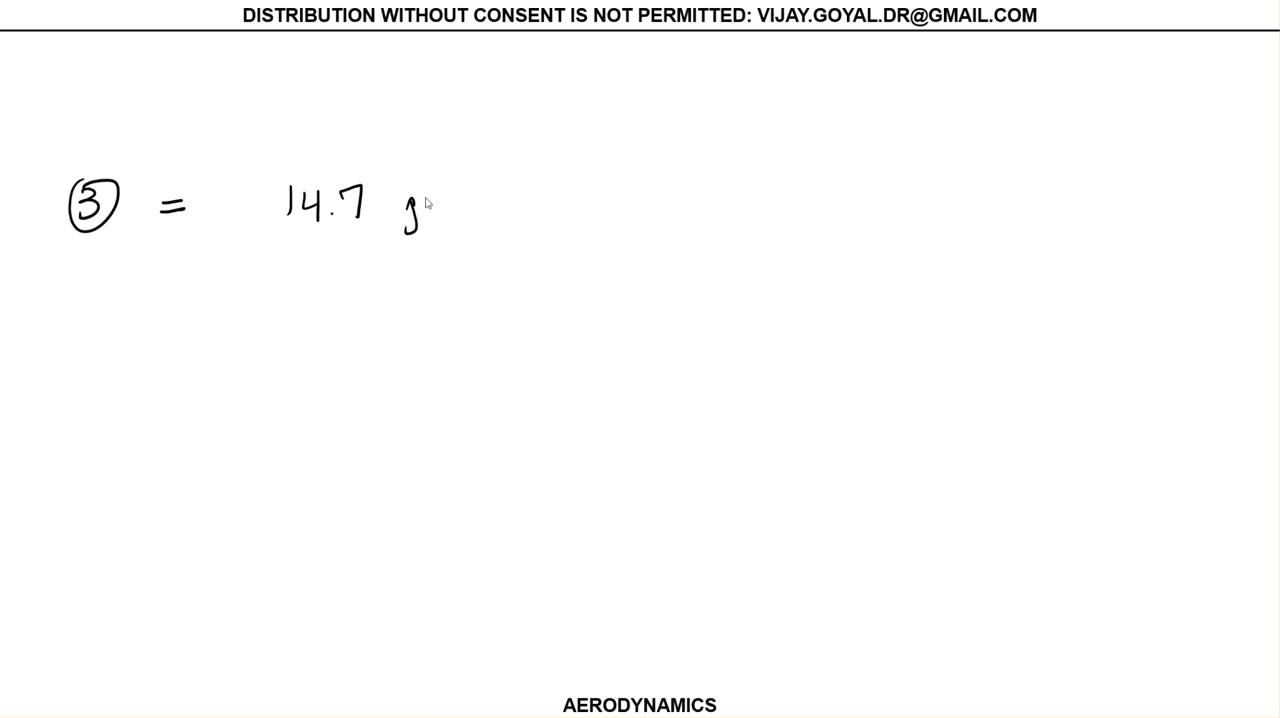 DISTRIBUTION WITHOUT CONSENT IS NOT PERMITTED: VIJAY.GOYAL.DR@GMAIL.COM
③ = 14.7 g
AERODYNAMICS